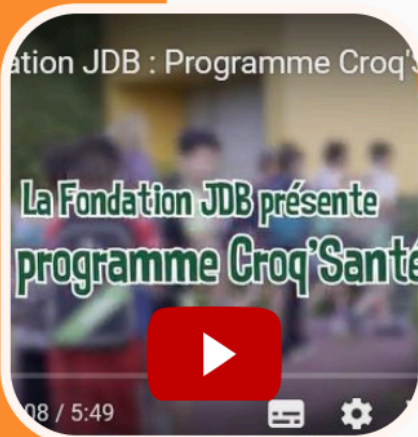 ation JDB : Programme Croq'S
La Fondation JDB présente
programme Croq'Santé
08 / 5:49